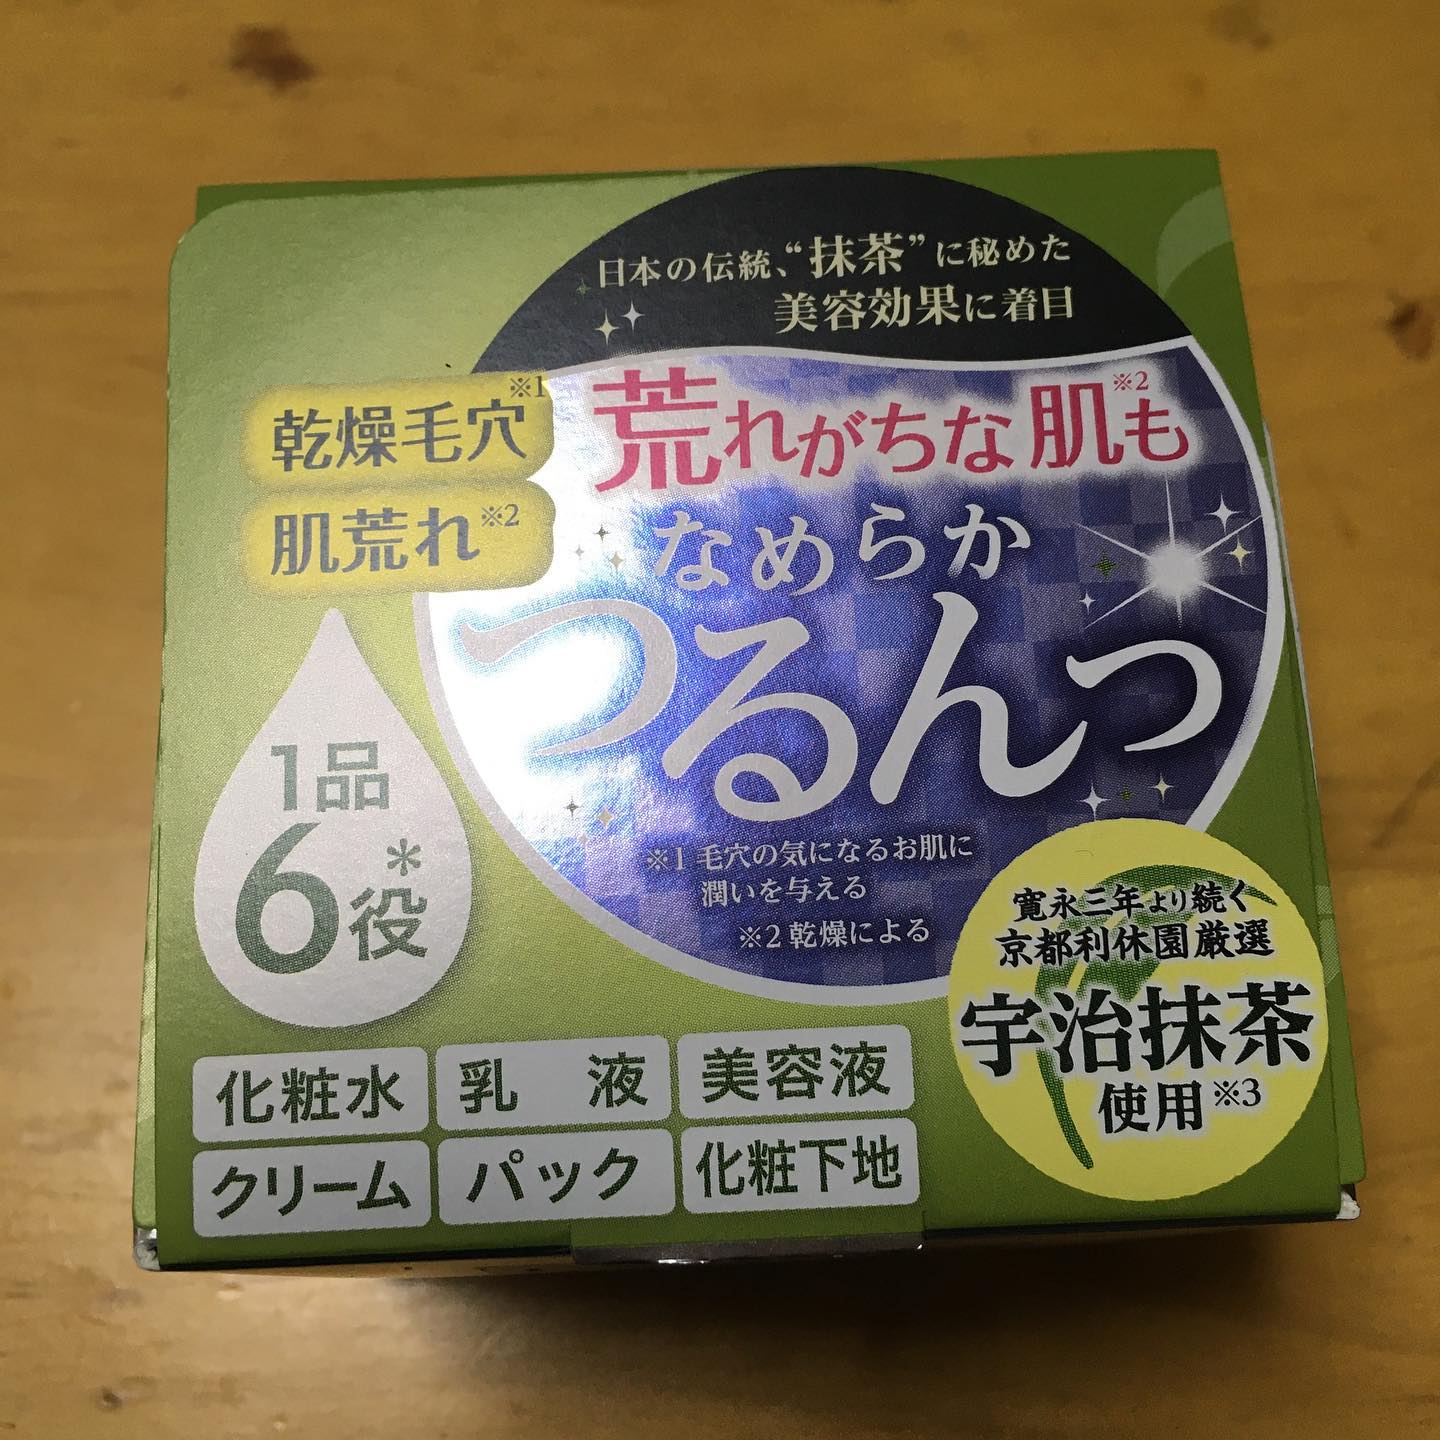 日本の伝統、“抹茶”に秘めた
美容効果に着目
乾燥毛穴※1
肌荒れ※2
荒れがちな肌※2も
なめらか
つるんっ
※1 毛穴の気になるお肌に
潤いを与える
※2 乾燥による
1品
6役*
寛永三年より続く
京都利休園厳選
宇治抹茶
使用※3
化粧水
乳液
美容液
クリーム
パック
化粧下地